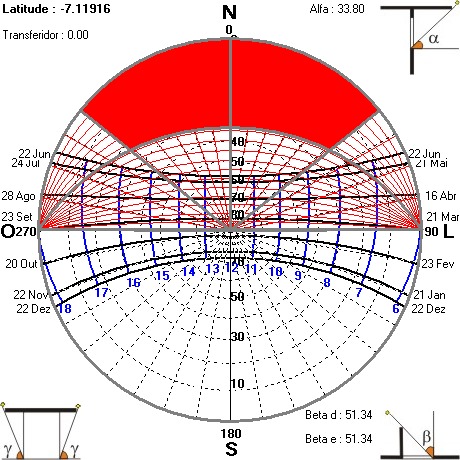 Latitude : -7.11916
N
Alfa : 33.80
Transferidor : 0.00
0
α
40
22 Jun
50
22 Jun
24 Jul
21 Mai
28 Ago
70
16 Abr
23 Set
80
21 Mar
O 270
90 L
20 Out
23 Fev
18 17 16 15 14 13 12 11 10 9 8 7 6
22 Nov
50
21 Jan
22 Dez
22 Dez
30
10
Beta d : 51.34
γ γ
180
Beta e : 51.34
β
S